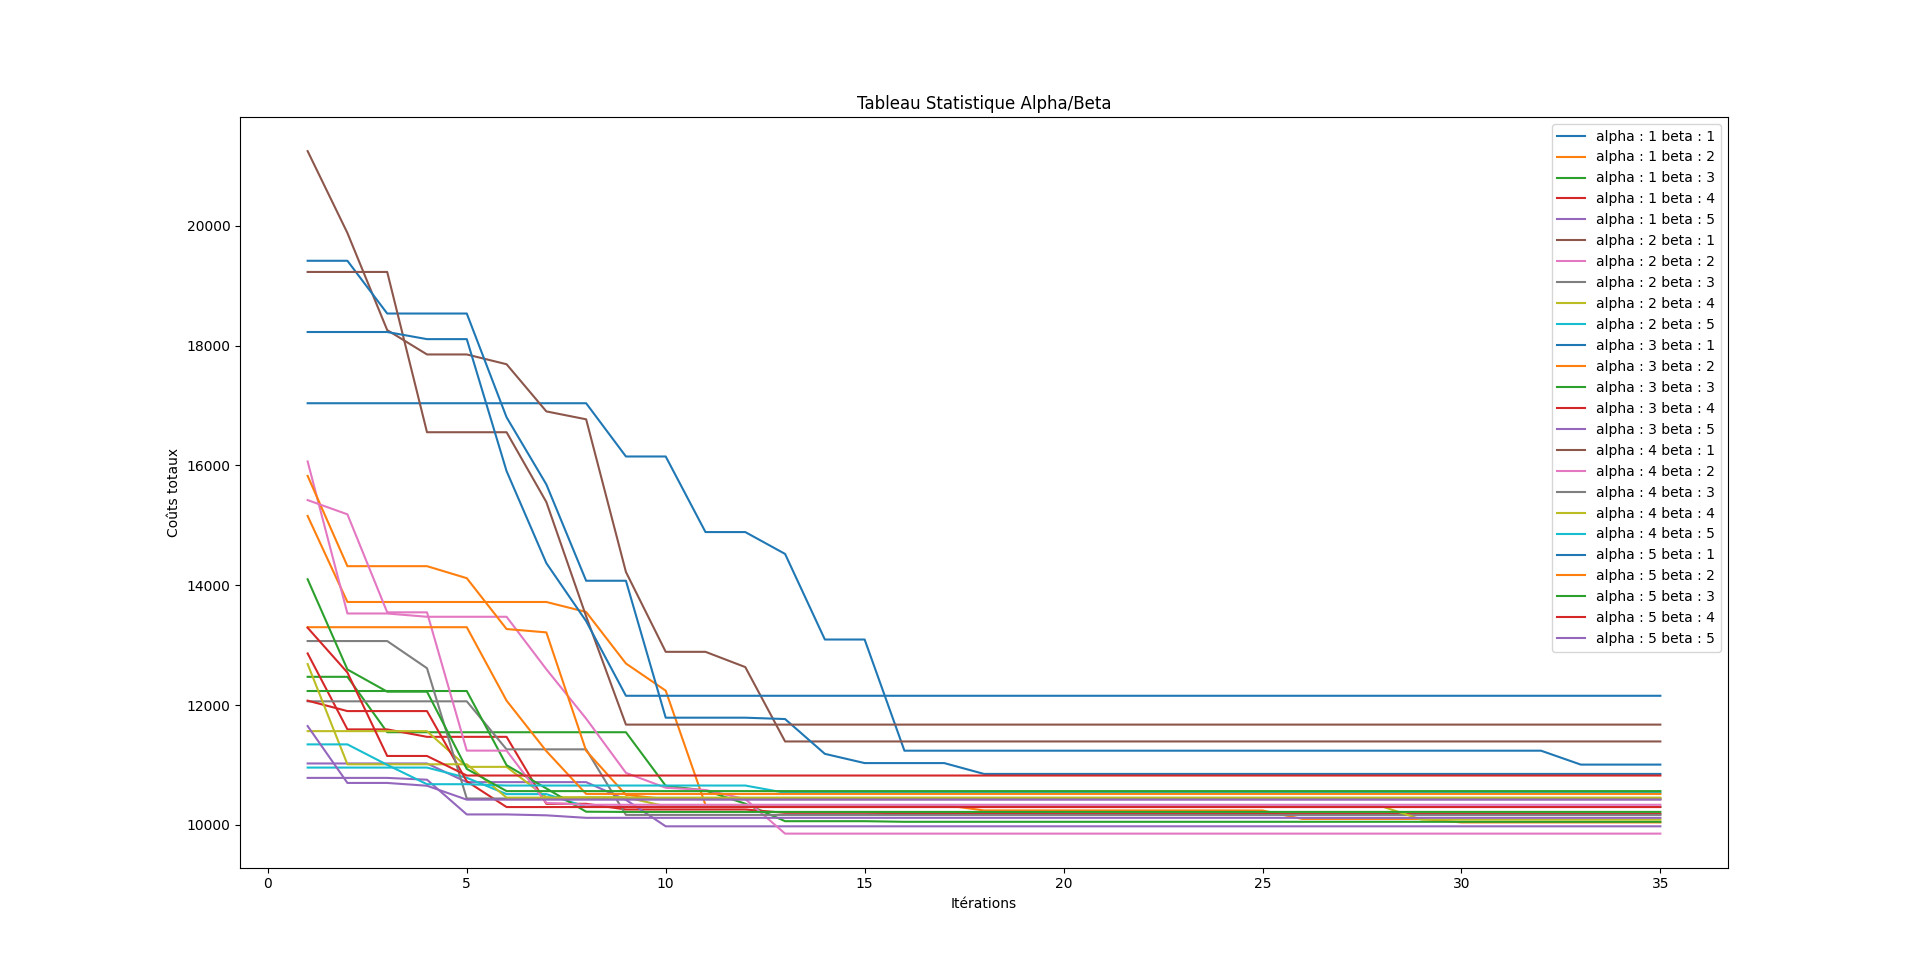 Tableau Statistique Alpha/Beta
alpha : 1 beta : 1
alpha : 1 beta : 2
alpha : 1 beta : 3
alpha : 1 beta : 4
alpha : 1 beta : 5
alpha : 2 beta : 1
alpha : 2 beta : 2
alpha : 2 beta : 3
alpha : 2 beta : 4
alpha : 2 beta : 5
alpha : 3 beta : 1
alpha : 3 beta : 2
alpha : 3 beta : 3
alpha : 3 beta : 4
alpha : 3 beta : 5
alpha : 4 beta : 1
alpha : 4 beta : 2
alpha : 4 beta : 3
alpha : 4 beta : 4
alpha : 4 beta : 5
alpha : 5 beta : 1
alpha : 5 beta : 2
alpha : 5 beta : 3
alpha : 5 beta : 4
alpha : 5 beta : 5
Coûts totaux
20000
18000
16000
14000
12000
10000
0 5 10 15 20 25 30 35
Itérations